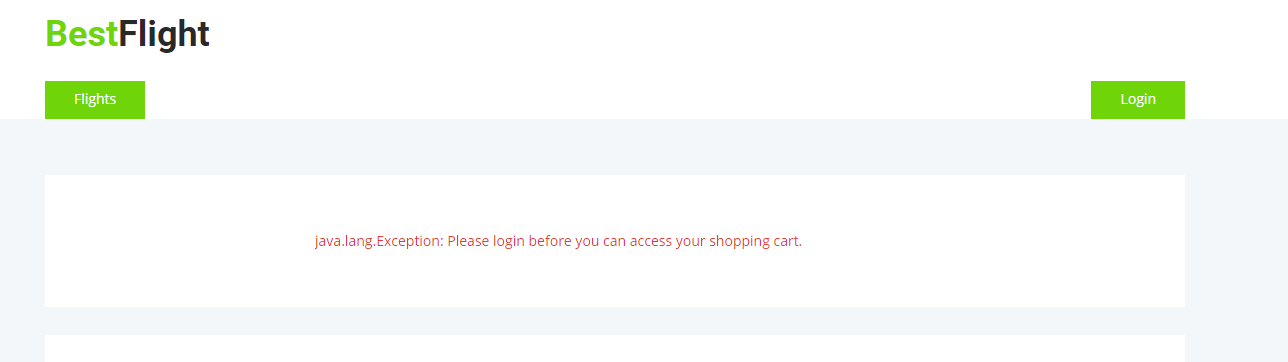 BestFlight
Flights
Login
java.lang.Exception: Please login before you can access your shopping cart.